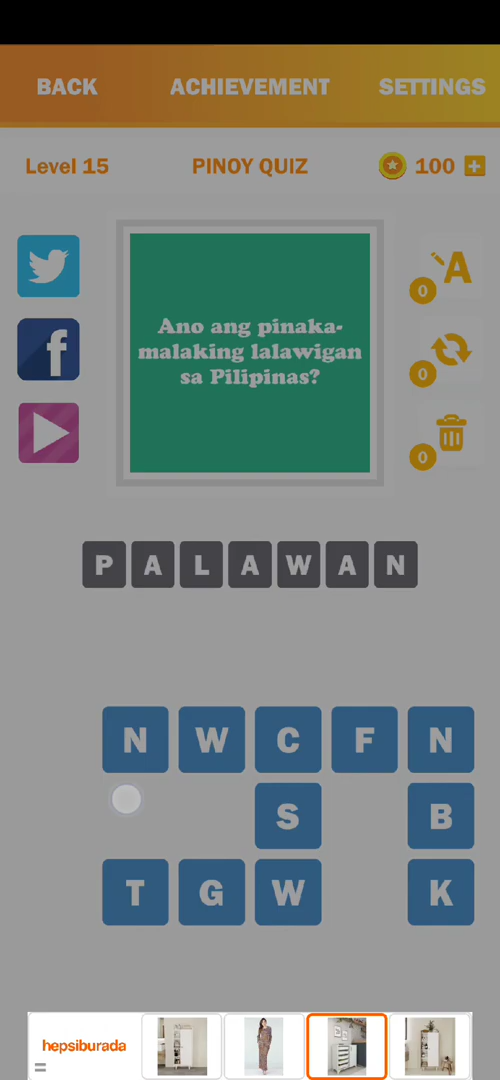 BACK ACHIEVEMENT SETTINGS
Level 15 PINOY QUIZ 100
Ano ang pinaka-
malaking lalawigan
sa Pilipinas?
A 0
0
0
P A L A W A N
N W C F N
S B
T G W K
hepsiburada